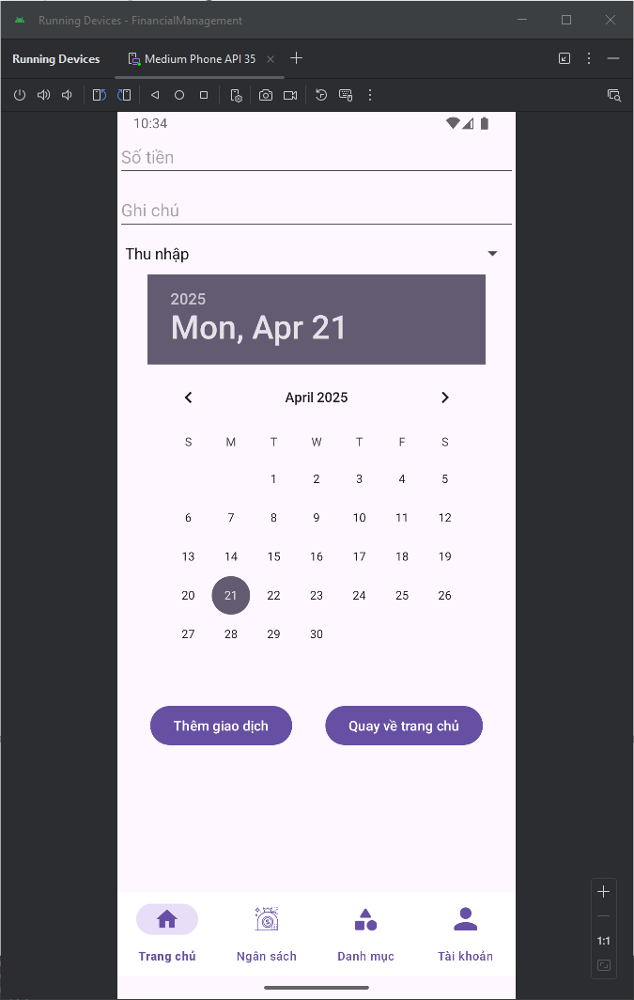 Running Devices - FinancialManagement
Running Devices Medium Phone API 35
10:34
Số tiền
Ghi chú
Thu nhập
2025
Mon, Apr 21
April 2025
S M T W T F S
1 2 3 4 5
6 7 8 9 10 11 12
13 14 15 16 17 18 19
20 21 22 23 24 25 26
27 28 29 30
Thêm giao dịch Quay về trang chủ
1:1
Trang chủ Ngân sách Danh mục Tài khoản